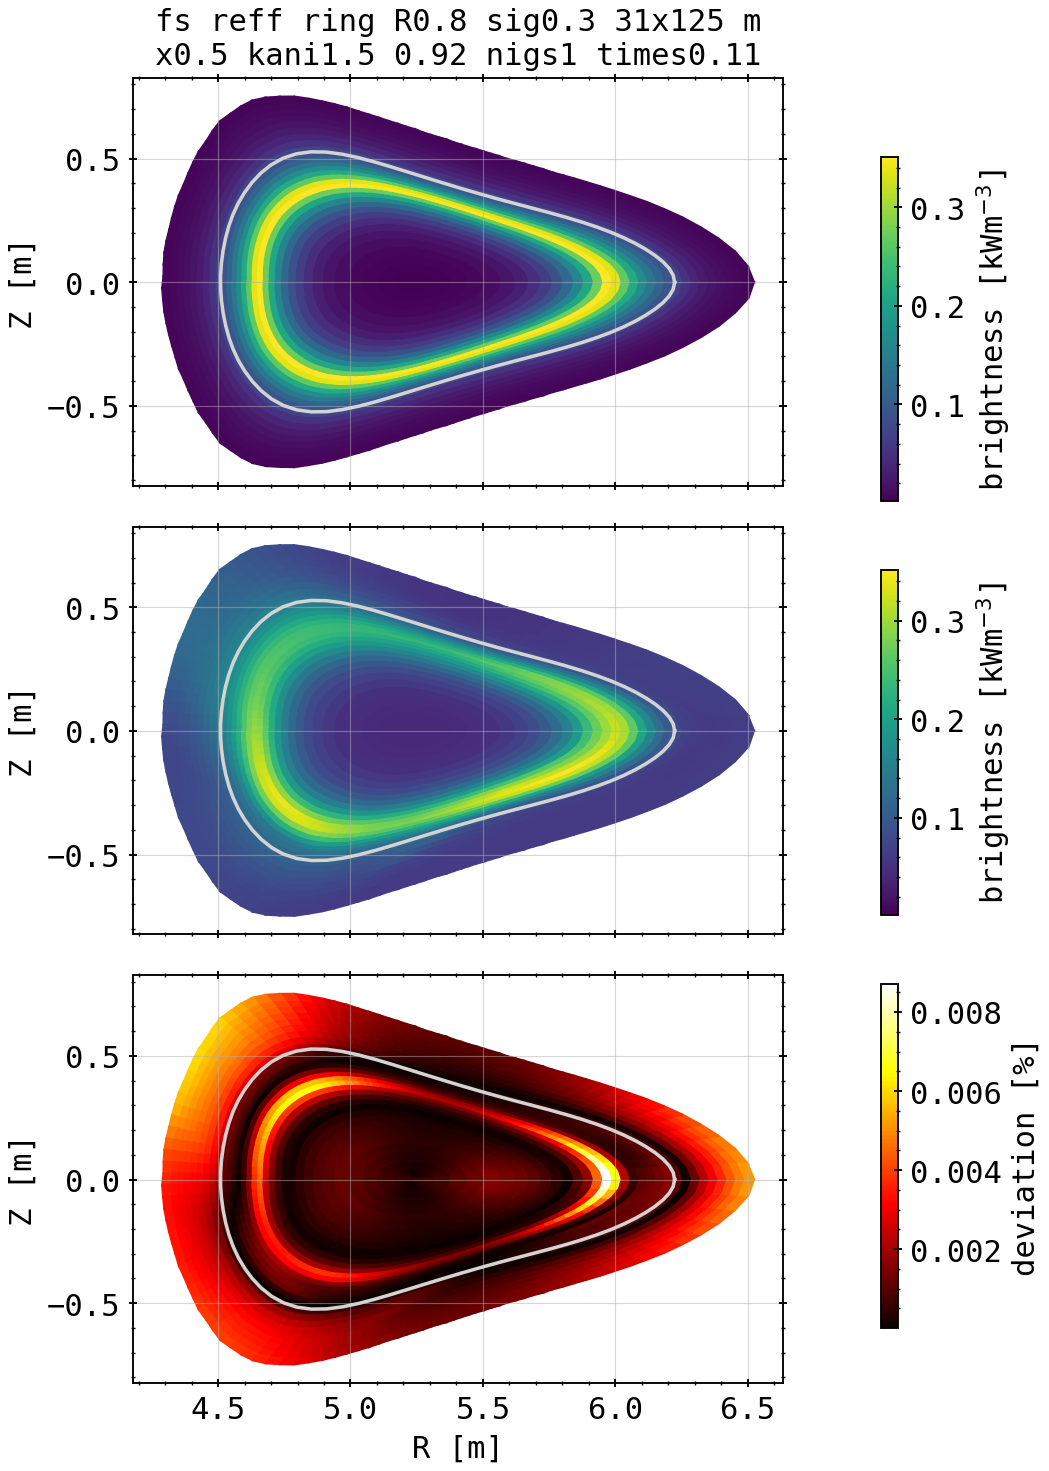 fs reff ring R0.8 sig0.3 31x125 m
x0.5 kani1.5 0.92 nigs1 times0.11
0.5
0.0
−0.5
Z [m]
0.3
0.2
0.1
brightness [kWm⁻³]
0.5
0.0
−0.5
Z [m]
0.3
0.2
0.1
brightness [kWm⁻³]
0.5
0.0
−0.5
Z [m]
0.008
0.006
0.004
0.002
deviation [%]
4.5 5.0 5.5 6.0 6.5
R [m]